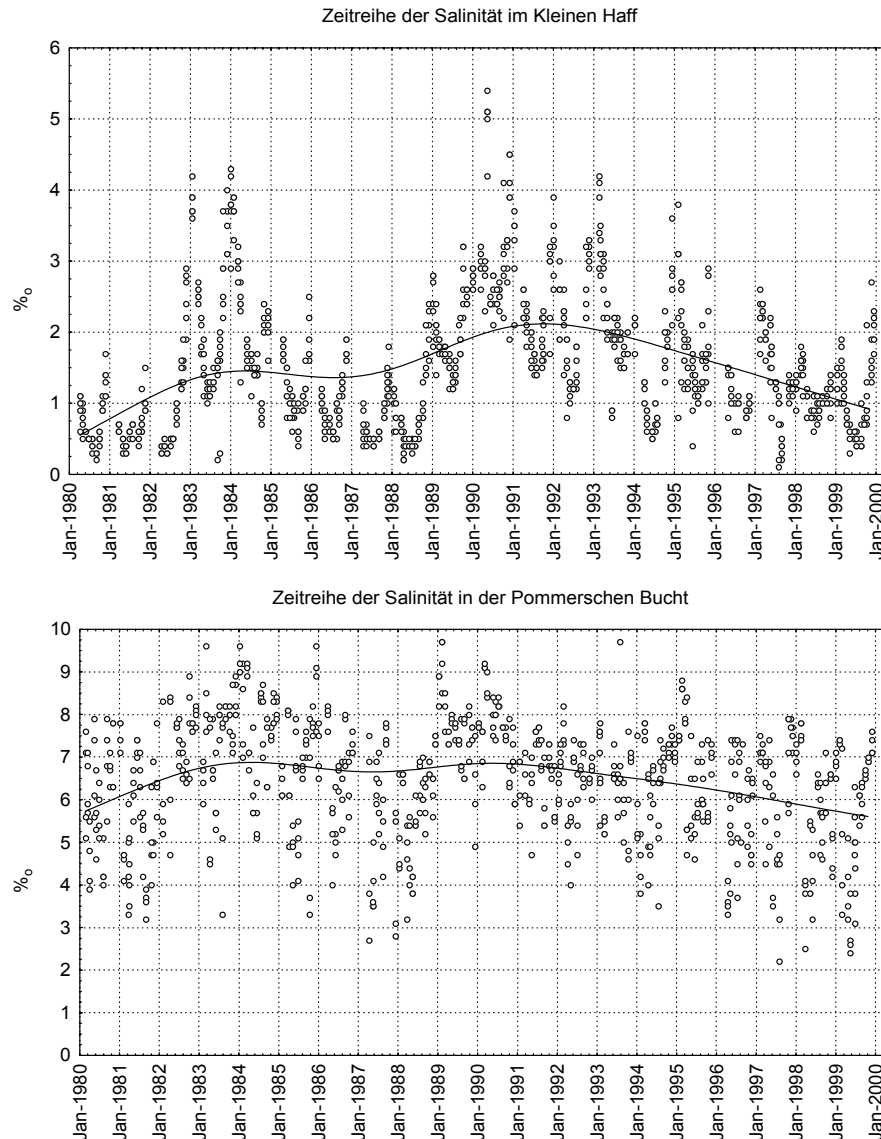 Zeitreihe der Salinität im Kleinen Haff
6
5
4
3
2
1
0
‰
Jan-1980
Jan-1981
Jan-1982
Jan-1983
Jan-1984
Jan-1985
Jan-1986
Jan-1987
Jan-1988
Jan-1989
Jan-1990
Jan-1991
Jan-1992
Jan-1993
Jan-1994
Jan-1995
Jan-1996
Jan-1997
Jan-1998
Jan-1999
Jan-2000
Zeitreihe der Salinität in der Pommerschen Bucht
10
9
8
7
6
5
4
3
2
1
0
‰
Jan-1980
Jan-1981
Jan-1982
Jan-1983
Jan-1984
Jan-1985
Jan-1986
Jan-1987
Jan-1988
Jan-1989
Jan-1990
Jan-1991
Jan-1992
Jan-1993
Jan-1994
Jan-1995
Jan-1996
Jan-1997
Jan-1998
Jan-1999
Jan-2000